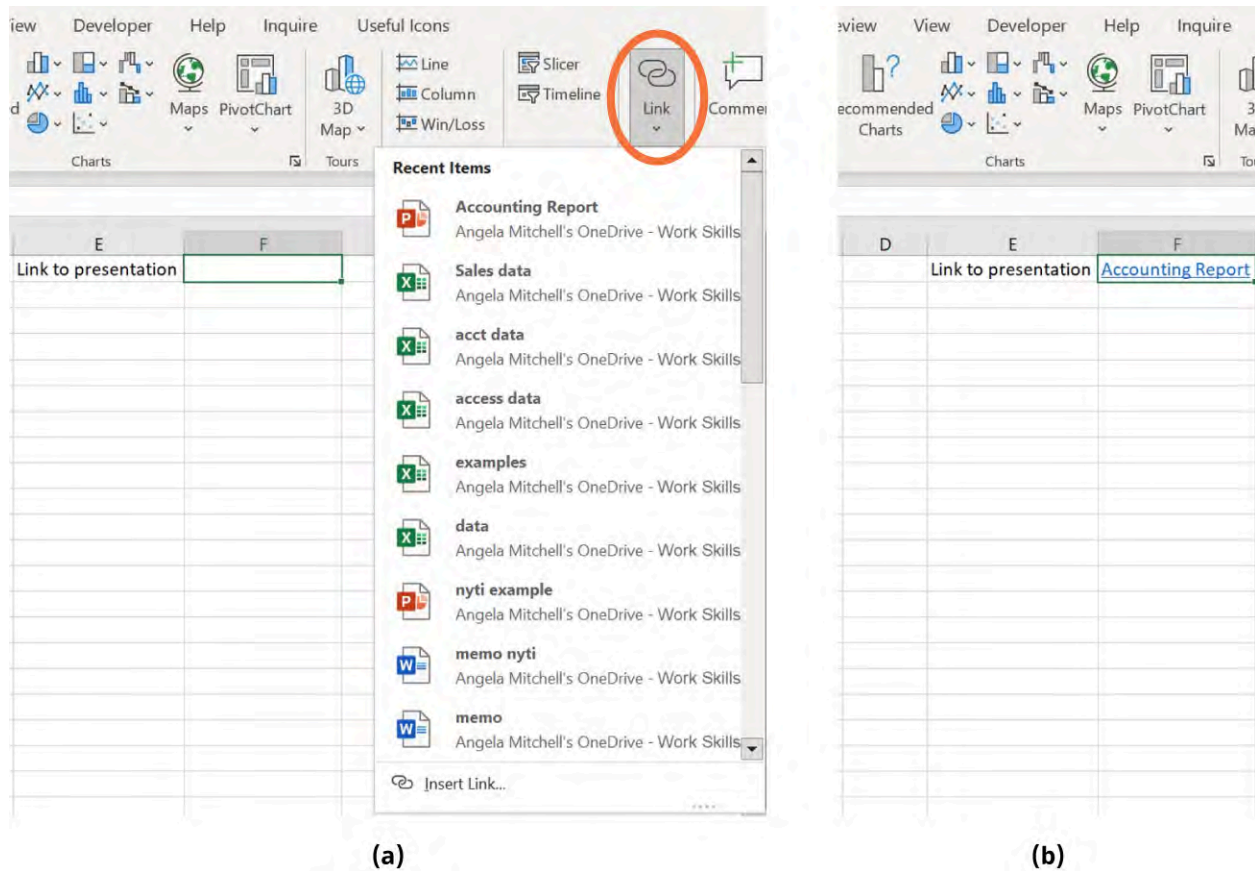 iew Developer Help Inquire Useful Icons
Line
Column
Win/Loss
Slicer
Timeline
Maps PivotChart 3D Map Link Commer
d
Charts Tours
Recent Items
Accounting Report
Angela Mitchell's OneDrive - Work Skills
Sales data
Angela Mitchell's OneDrive - Work Skills
acct data
Angela Mitchell's OneDrive - Work Skills
access data
Angela Mitchell's OneDrive - Work Skills
examples
Angela Mitchell's OneDrive - Work Skills
data
Angela Mitchell's OneDrive - Work Skills
nyti example
Angela Mitchell's OneDrive - Work Skills
memo nyti
Angela Mitchell's OneDrive - Work Skills
memo
Angela Mitchell's OneDrive - Work Skills
Insert Link...
E F
Link to presentation
(a)
eview View Developer Help Inquire
ecommended Charts
Maps PivotChart 3 Ma
Charts To
D E F
Link to presentation Accounting Report
(b)